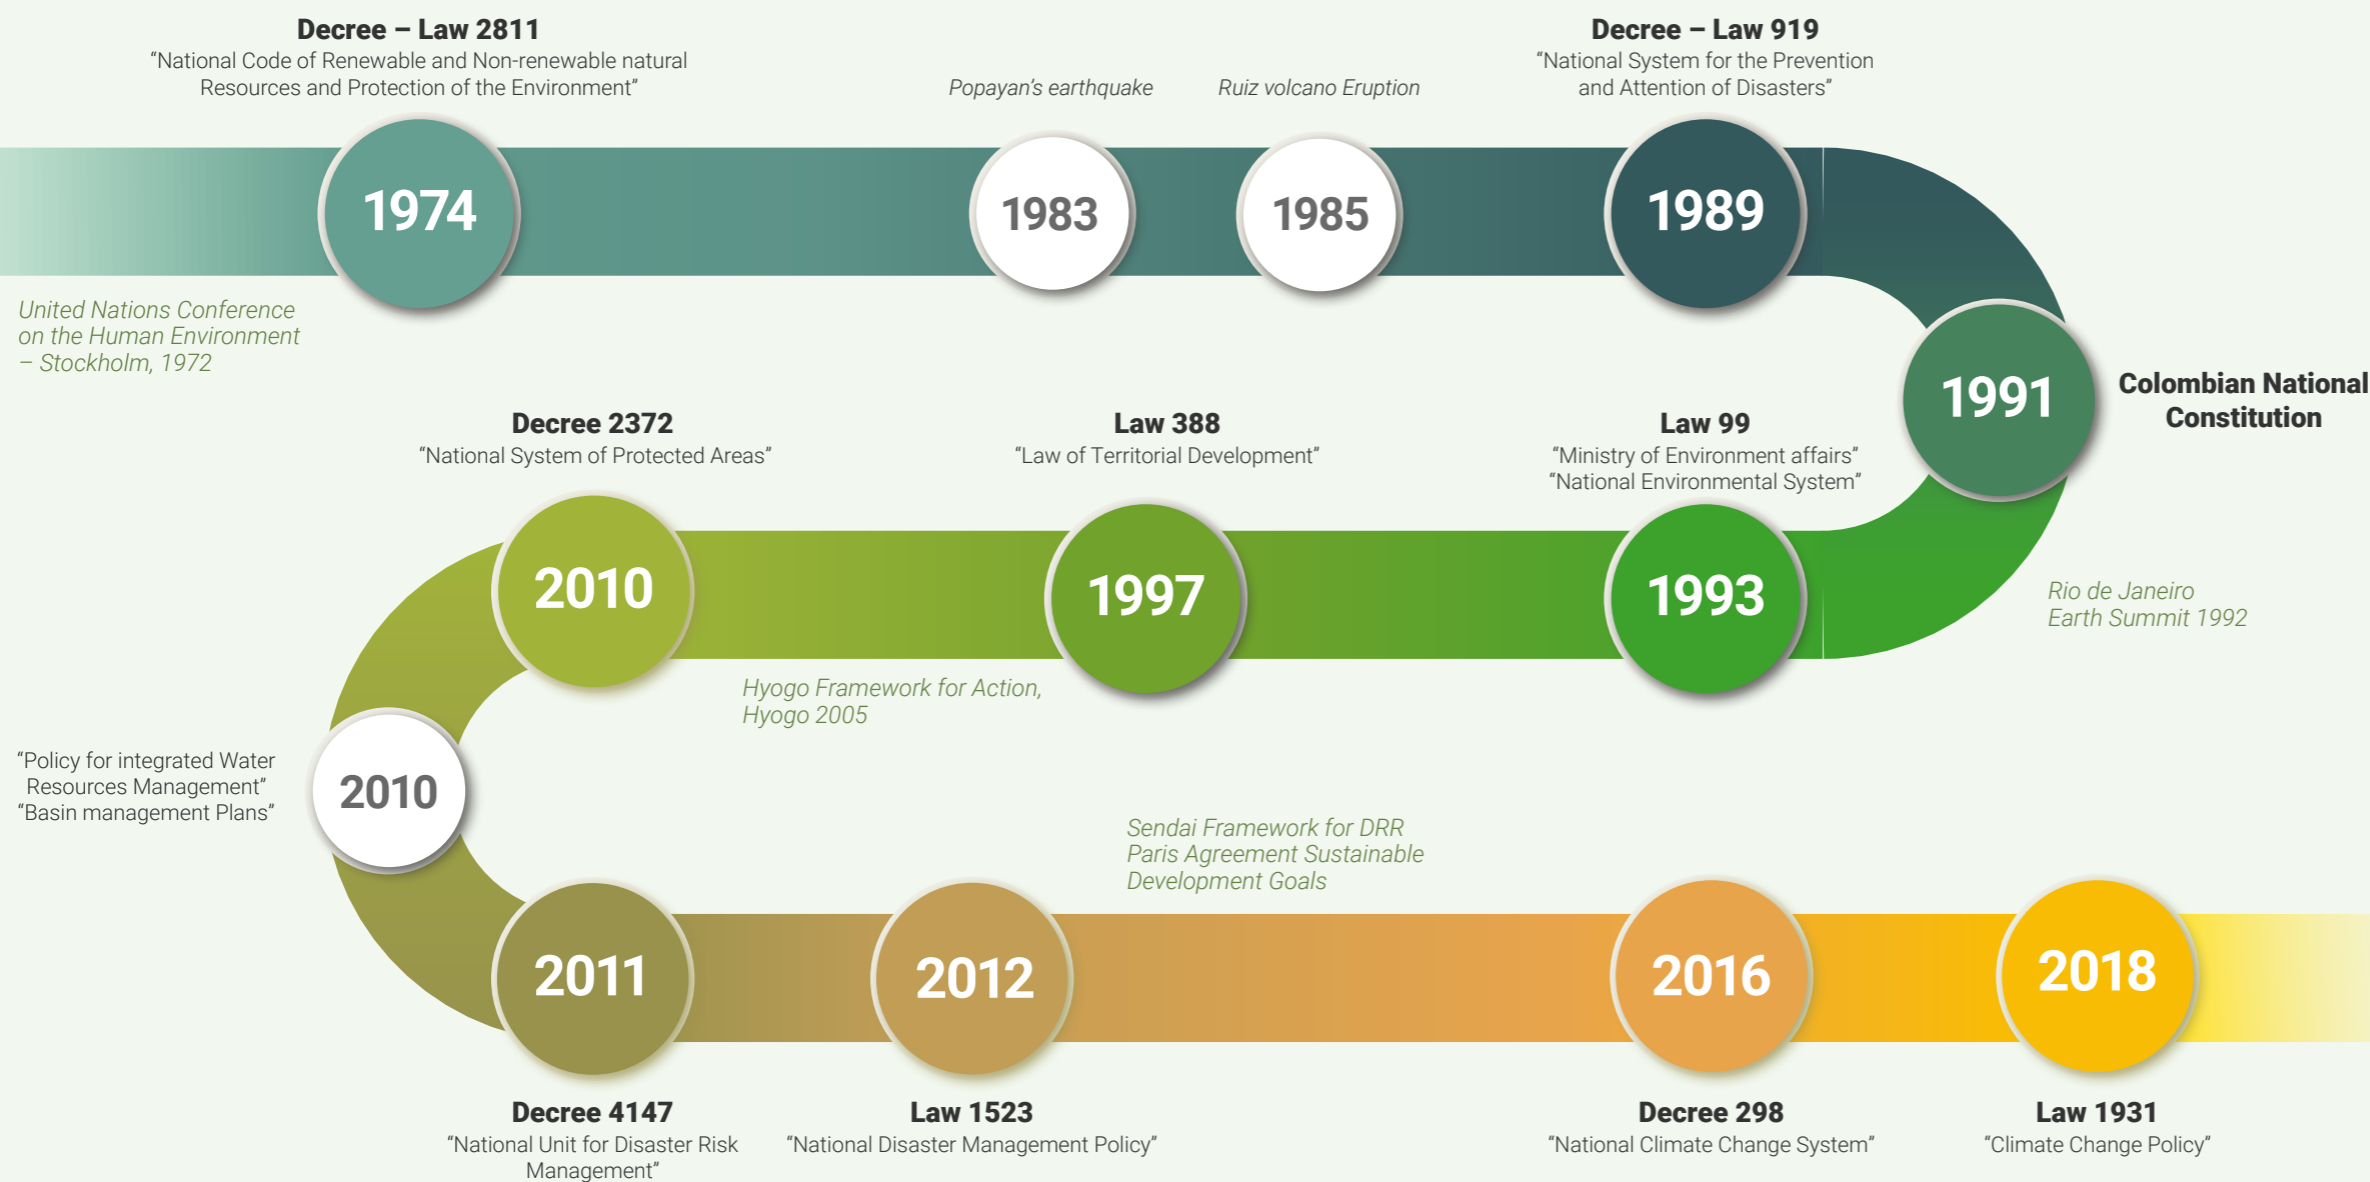 Decree – Law 2811
“National Code of Renewable and Non-renewable natural
Resources and Protection of the Environment”
Popayan’s earthquake
Ruiz volcano Eruption
Decree – Law 919
“National System for the Prevention
and Attention of Disasters”
1974
1983
1985
1989
United Nations Conference
on the Human Environment
– Stockholm, 1972
1991
Colombian National
Constitution
Rio de Janeiro
Earth Summit 1992
Law 99
“Ministry of Environment affairs”
“National Environmental System”
1993
Law 388
“Law of Territorial Development”
1997
Hyogo Framework for Action,
Hyogo 2005
Decree 2372
“National System of Protected Areas”
2010
“Policy for integrated Water
Resources Management”
“Basin management Plans”
2010
2011
Decree 4147
“National Unit for Disaster Risk
Management”
2012
Law 1523
“National Disaster Management Policy”
Sendai Framework for DRR
Paris Agreement Sustainable
Development Goals
2016
Decree 298
“National Climate Change System”
2018
Law 1931
“Climate Change Policy”